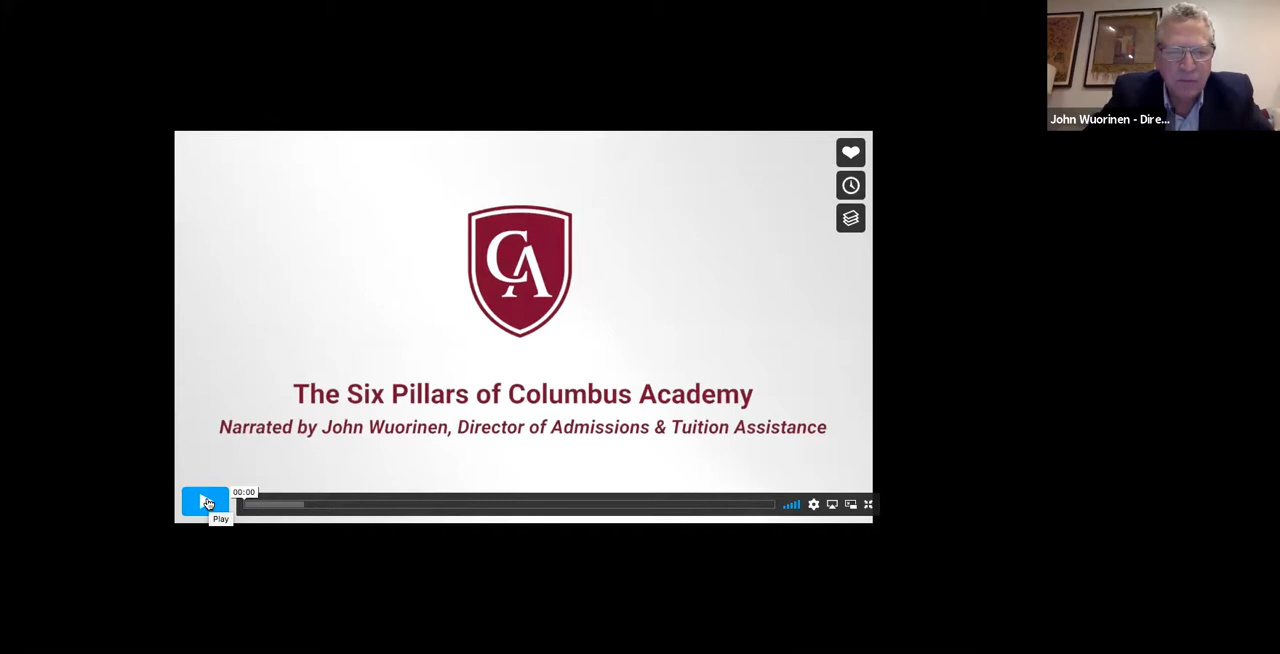 John Wuorinen - Dire...
CA
The Six Pillars of Columbus Academy
Narrated by John Wuorinen, Director of Admissions & Tuition Assistance
00:00
Play